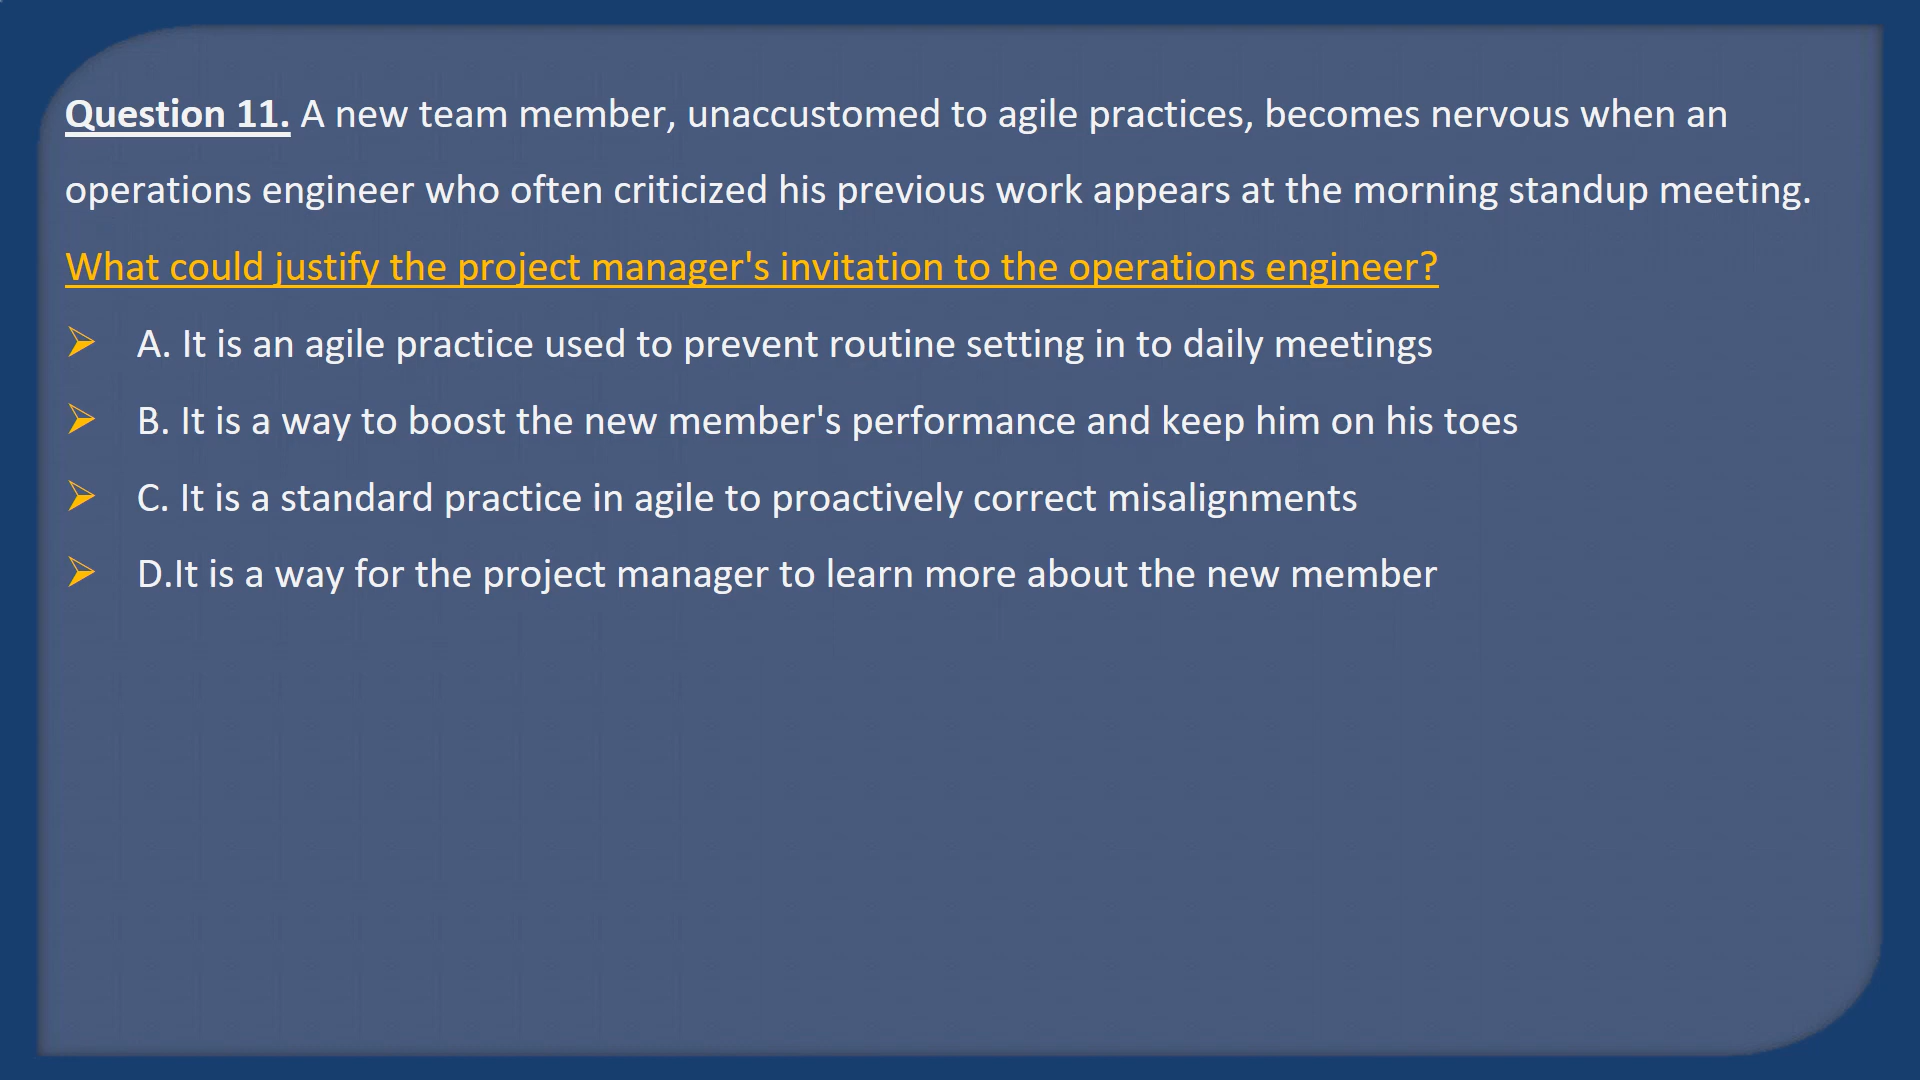 Question 11. A new team member, unaccustomed to agile practices, becomes nervous when an
operations engineer who often criticized his previous work appears at the morning standup meeting.
What could justify the project manager's invitation to the operations engineer?
A. It is an agile practice used to prevent routine setting in to daily meetings
B. It is a way to boost the new member's performance and keep him on his toes
C. It is a standard practice in agile to proactively correct misalignments
D.It is a way for the project manager to learn more about the new member